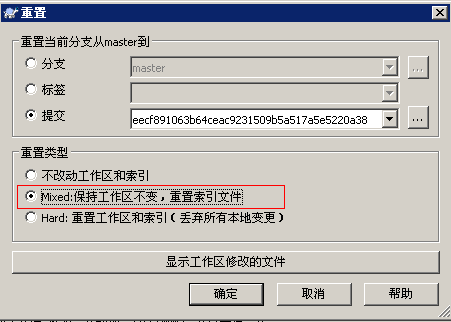 重置
重置当前分支从master到
分支
master
...
标签
提交
eecf891063b64ceac9231509b5a517a5e5220a38
...
重置类型
不改动工作区和索引
Mixed:保持工作区不变，重置索引文件
Hard: 重置工作区和索引（丢弃所有本地变更）
显示工作区修改的文件
确定
取消
帮助